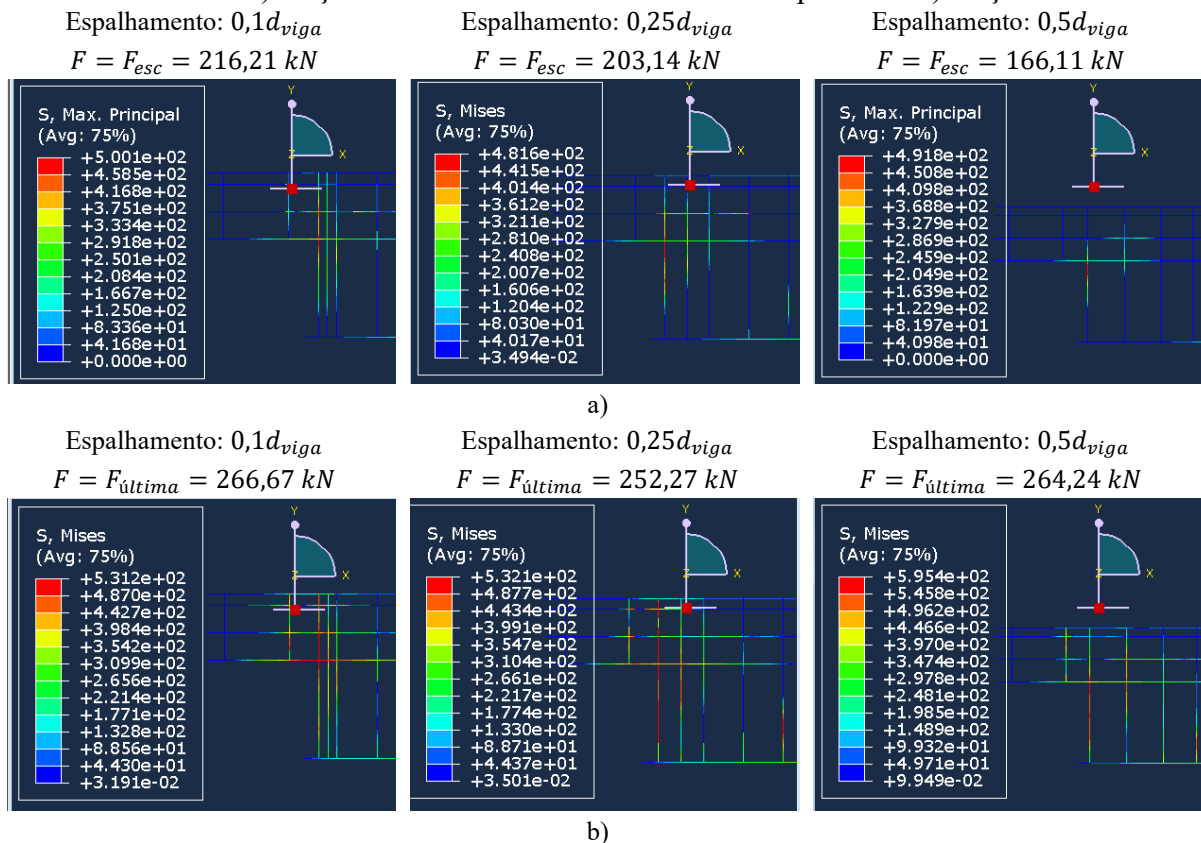 Espalhamento: 0,1d_viga
F = F_esc = 216,21 kN
S, Max. Principal
(Avg: 75%)
+5.001e+02
+4.585e+02
+4.168e+02
+3.751e+02
+3.334e+02
+2.918e+02
+2.501e+02
+2.084e+02
+1.667e+02
+1.250e+02
+8.336e+01
+4.168e+01
+0.000e+00
Y
Z
X
Espalhamento: 0,25d_viga
F = F_esc = 203,14 kN
S, Mises
(Avg: 75%)
+4.816e+02
+4.415e+02
+4.014e+02
+3.612e+02
+3.211e+02
+2.810e+02
+2.408e+02
+2.007e+02
+1.606e+02
+1.204e+02
+8.030e+01
+4.017e+01
+3.494e-02
Y
Z
X
Espalhamento: 0,5d_viga
F = F_esc = 166,11 kN
S, Max. Principal
(Avg: 75%)
+4.918e+02
+4.508e+02
+4.098e+02
+3.688e+02
+3.279e+02
+2.869e+02
+2.459e+02
+2.049e+02
+1.639e+02
+1.229e+02
+8.197e+01
+4.098e+01
+0.000e+00
Y
Z
X
a)
Espalhamento: 0,1d_viga
F = F_última = 266,67 kN
S, Mises
(Avg: 75%)
+5.312e+02
+4.870e+02
+4.427e+02
+3.984e+02
+3.542e+02
+3.099e+02
+2.656e+02
+2.214e+02
+1.771e+02
+1.328e+02
+8.856e+01
+4.430e+01
+3.191e-02
Y
Z
X
Espalhamento: 0,25d_viga
F = F_última = 252,27 kN
S, Mises
(Avg: 75%)
+5.321e+02
+4.877e+02
+4.434e+02
+3.991e+02
+3.547e+02
+3.104e+02
+2.661e+02
+2.217e+02
+1.774e+02
+1.330e+02
+8.871e+01
+4.437e+01
+3.501e-02
Y
Z
X
Espalhamento: 0,5d_viga
F = F_última = 264,24 kN
S, Mises
(Avg: 75%)
+5.954e+02
+5.458e+02
+4.962e+02
+4.466e+02
+3.970e+02
+3.474e+02
+2.978e+02
+2.481e+02
+1.985e+02
+1.489e+02
+9.932e+01
+4.971e+01
+9.949e-02
Y
Z
X
b)